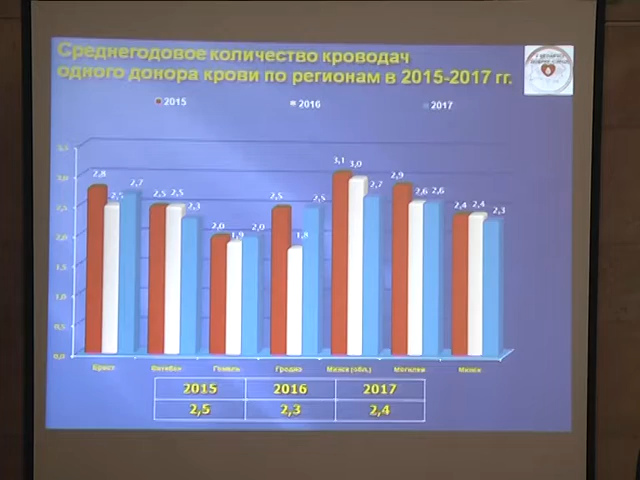 Среднегодовое количество кроводач
одного донора крови по регионам в 2015-2017 гг.
2015 2016 2017
3,5
3,0
2,5
2,0
1,5
1,0
0,5
0,0
2,8 2,5 2,7
2,5 2,5 2,3
2,0 1,9 2,0
2,5 1,8 2,5
3,1 3,0 2,7
2,9 2,6 2,6
2,4 2,4 2,3
Брест Витебск Гомель Гродно Минск (обл.) Могилев Минск
2015 2016 2017
2,5 2,3 2,4